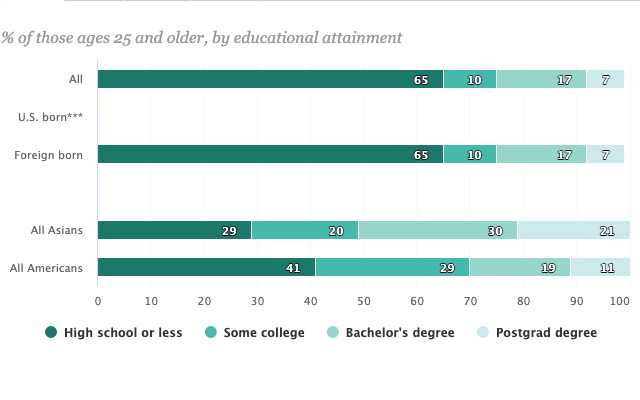 % of those ages 25 and older, by educational attainment
All 65 10 17 7
U.S. born***
Foreign born 65 10 17 7
All Asians 29 20 30 21
All Americans 41 29 19 11
0 10 20 30 40 50 60 70 80 90 100
High school or less Some college Bachelor's degree Postgrad degree